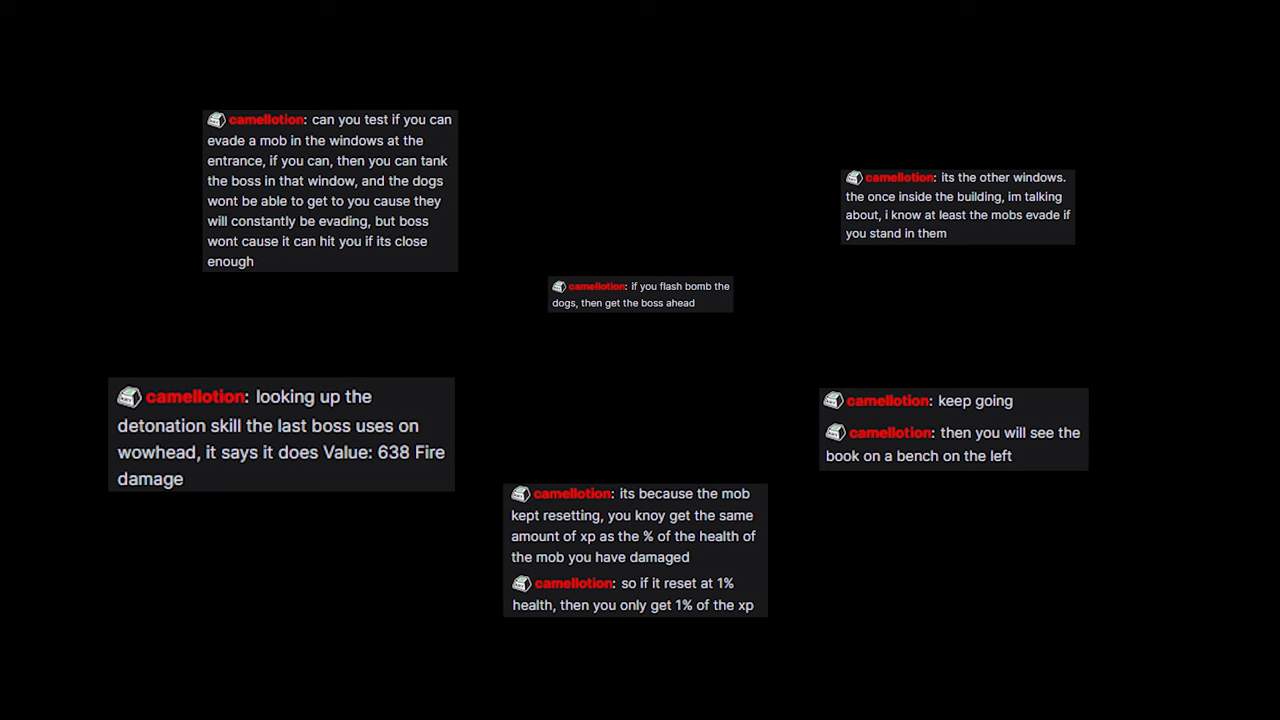 camellotion: can you test if you can
evade a mob in the windows at the
entrance, if you can, then you can tank
the boss in that window, and the dogs
wont be able to get to you cause they
will constantly be evading, but boss
wont cause it can hit you if its close
enough
camellotion: its the other windows.
the once inside the building, im talking
about, i know at least the mobs evade if
you stand in them
camellotion: if you flash bomb the
dogs, then get the boss ahead
camellotion: looking up the
detonation skill the last boss uses on
wowhead, it says it does Value: 638 Fire
damage
camellotion: keep going
camellotion: then you will see the
book on a bench on the left
camellotion: its because the mob
kept resetting, you knoy get the same
amount of xp as the % of the health of
the mob you have damaged
camellotion: so if it reset at 1%
health, then you only get 1% of the xp